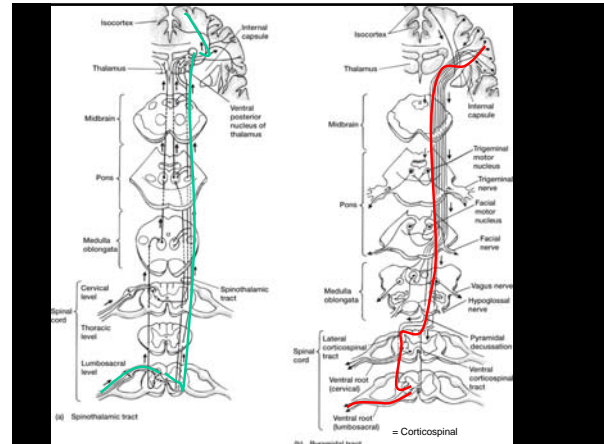 Isocortex
Internal
capsule
Thalamus
Ventral
posterior
nucleus of
thalamus
Midbrain
Pons
Medulla
oblongata
Cervical
level
Spinothalamic
tract
Spinal
cord
Thoracic
level
Lumbosacral
level
(a) Spinothalamic tract
Isocortex
Thalamus
Internal
capsule
Midbrain
Trigeminal
motor
nucleus
Trigeminal
nerve
Pons
Facial
motor
nucleus
Facial
nerve
Medulla
oblongata
Vagus nerve
Hypoglossal
nerve
Lateral
corticospinal
tract
Pyramidal
decussation
Spinal
cord
Ventral root
(cervical)
Ventral
corticospinal
tract
Ventral root
(lumbosacral)
= Corticospinal